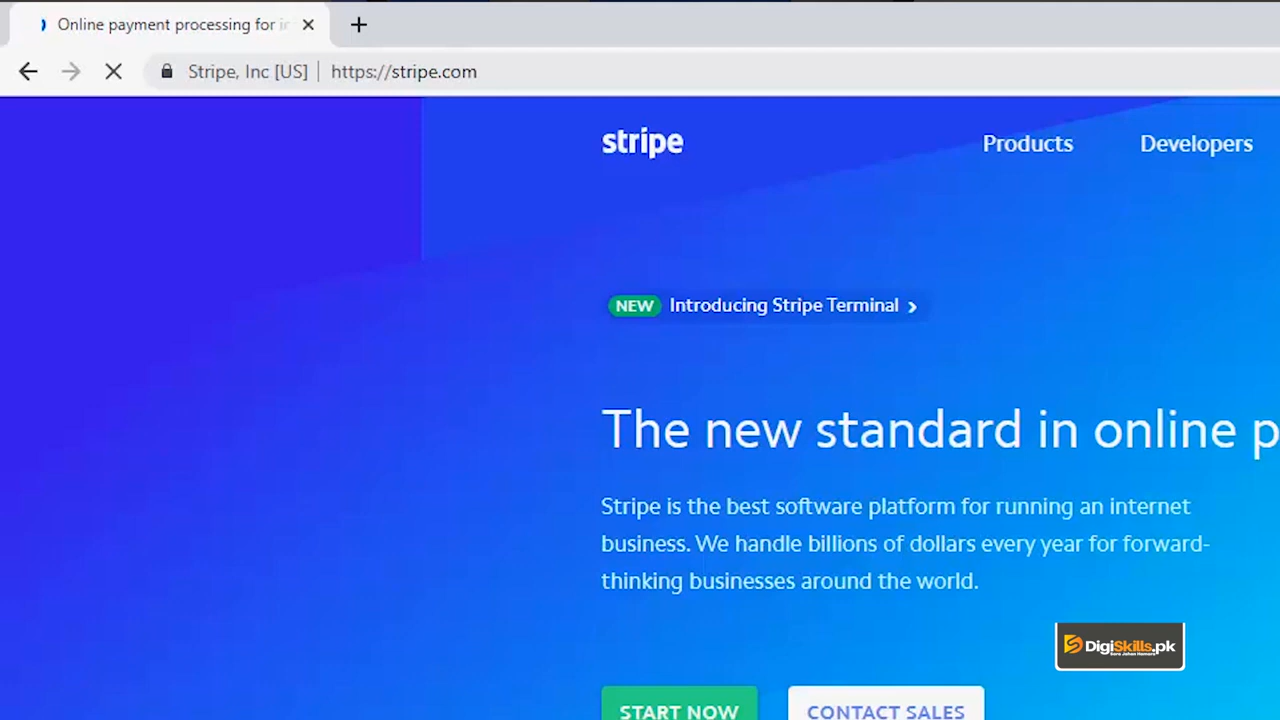 Online payment processing for in
Stripe, Inc [US] | https://stripe.com
stripe
Products
Developers
NEW Introducing Stripe Terminal
The new standard in online p
Stripe is the best software platform for running an internet
business. We handle billions of dollars every year for forward-
thinking businesses around the world.
DigiSkills.pk
START NOW
CONTACT SALES